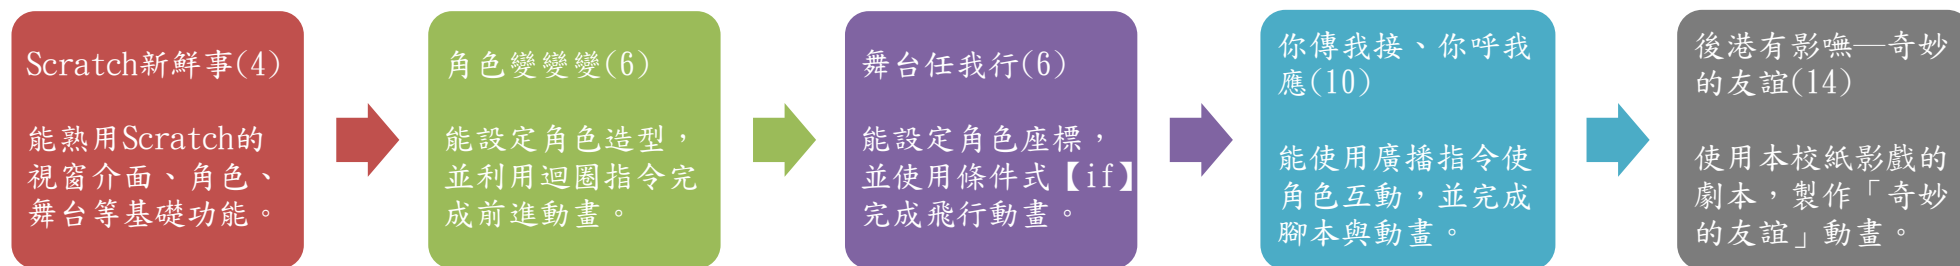 Scratch新鮮事(4)
能熟用Scratch的
視窗介面、角色、
舞台等基礎功能。
角色變變變(6)
能設定角色造型，
並利用迴圈指令完
成前進動畫。
舞台任我行(6)
能設定角色座標，
並使用條件式【if】
完成飛行動畫。
你傳我接、你呼我
應(10)
能使用廣播指令使
角色互動，並完成
腳本與動畫。
後港有影嘸—奇妙
的友誼(14)
使用本校紙影戲的
劇本，製作「奇妙
的友誼」動畫。